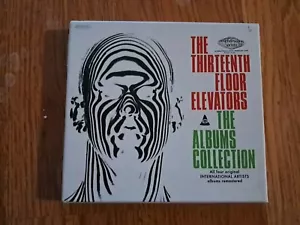 THE
THIRTEENTH
FLOOR
ELEVATORS
THE
ALBUMS
COLLECTION
All four original
INTERNATIONAL ARTISTS
albums remastered